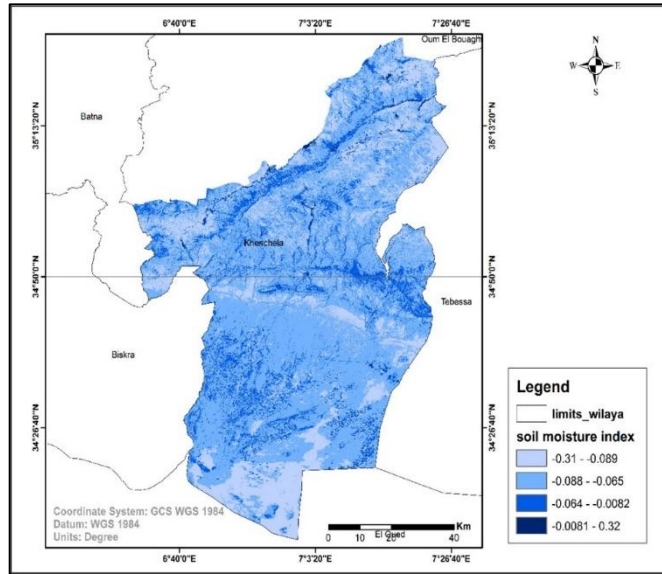 6°40'0"E 7°3'20"E 7°26'40"E
Oum El Bouaghi
N
W E
S
Batna
35°13'20"N 35°13'20"N
Khenchela
34°50'0"N 34°50'0"N
Tebessa
Biskra
34°26'40"N 34°26'40"N
Legend
limits_wilaya
soil moisture index
-0.31 - -0.089
-0.088 - -0.065
-0.064 - -0.0082
-0.0081 - 0.32
Coordinate System: GCS WGS 1984
Datum: WGS 1984
Units: Degree
Km
0 10 20 40
El Oued
6°40'0"E 7°3'20"E 7°26'40"E